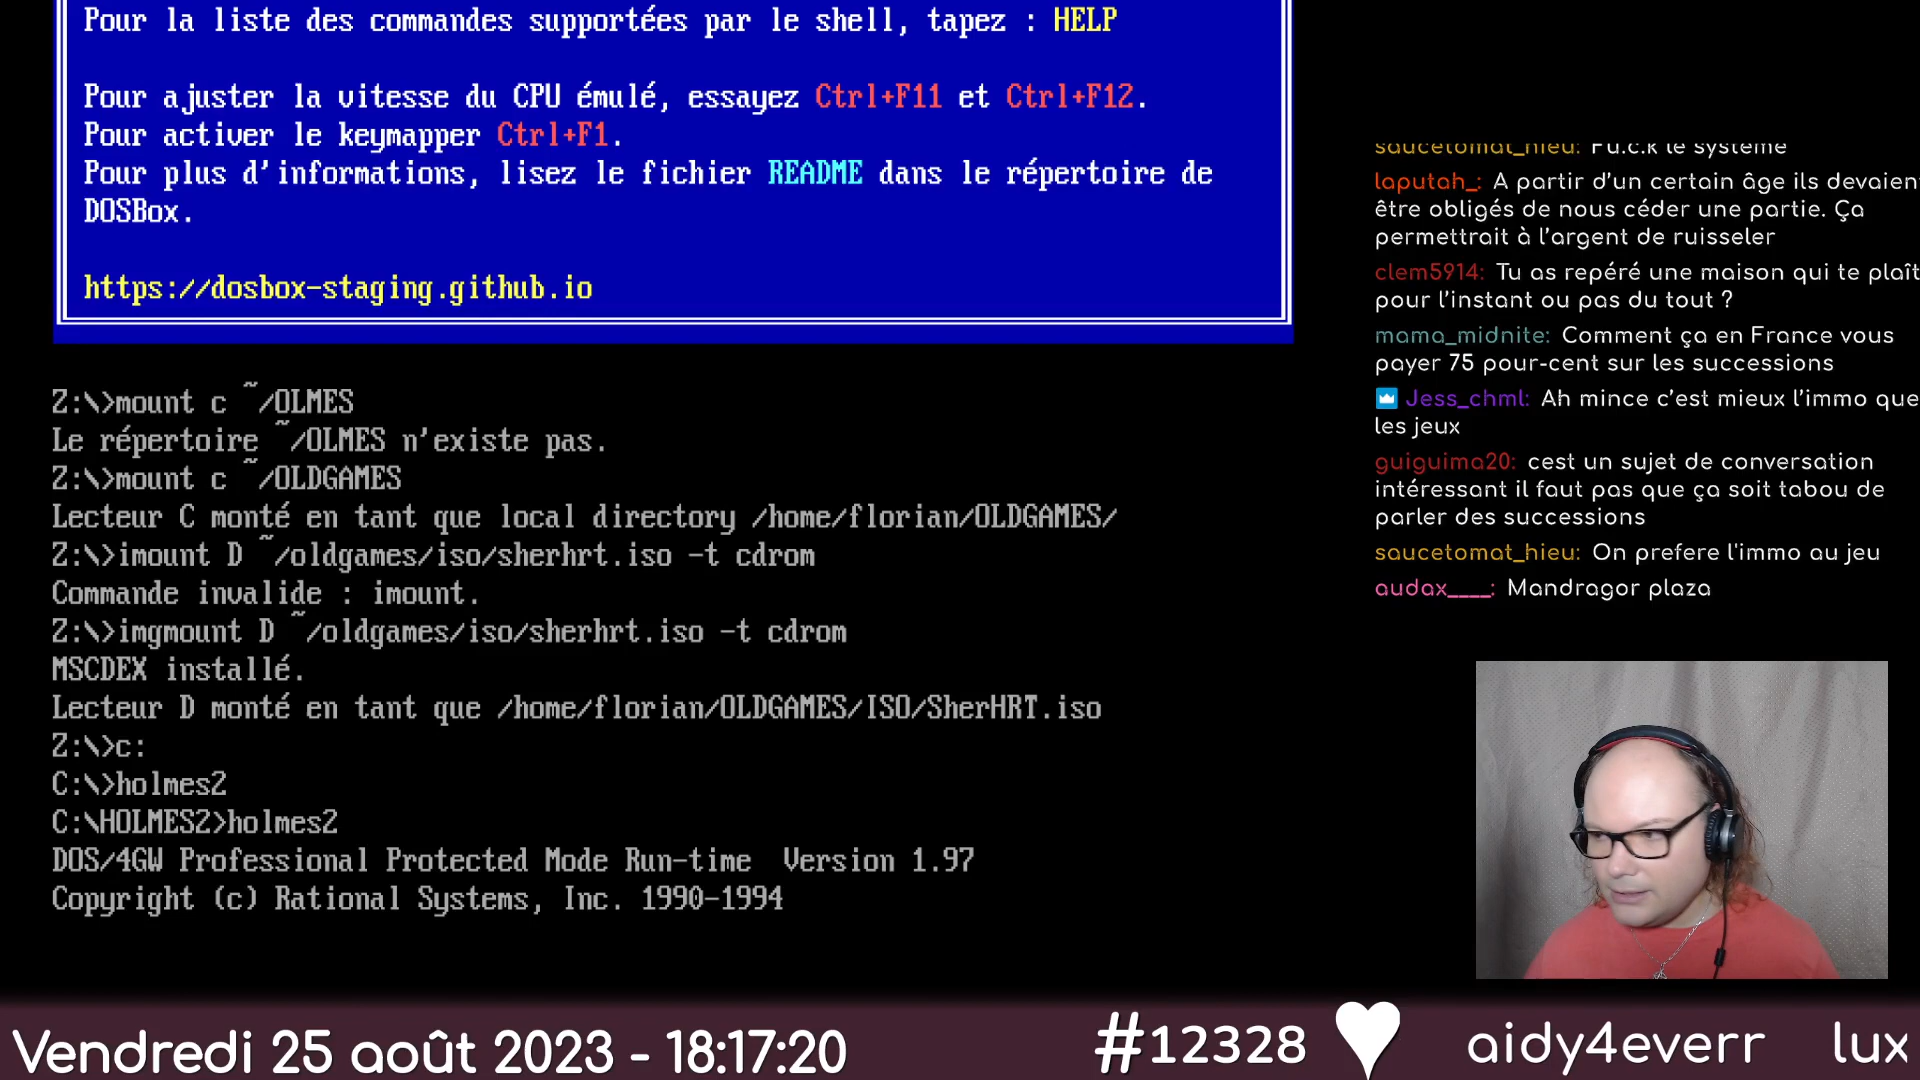 Pour la liste des commandes supportées par le shell, tapez : HELP
Pour ajuster la vitesse du CPU émulé, essayez Ctrl+F11 et Ctrl+F12.
Pour activer le keymapper Ctrl+F1.
Pour plus d'informations, lisez le fichier README dans le répertoire de
DOSBox.
https://dosbox-staging.github.io
Z:\>mount c ~/OLMES
Le répertoire ~/OLMES n'existe pas.
Z:\>mount c ~/OLDGAMES
Lecteur C monté en tant que local directory /home/florian/OLDGAMES/
Z:\>imount D ~/oldgames/iso/sherhrt.iso -t cdrom
Commande invalide : imount.
Z:\>imgmount D ~/oldgames/iso/sherhrt.iso -t cdrom
MSCDEX installé.
Lecteur D monté en tant que /home/florian/OLDGAMES/ISO/SherHRT.iso
Z:\>c:
C:\>holmes2
C:\HOLMES2>holmes2
DOS/4GW Professional Protected Mode Run-time  Version 1.97
Copyright (c) Rational Systems, Inc. 1990-1994
saucetomat_hieu: Fu.c.k le système
laputah_: A partir d'un certain âge ils devaient
être obligés de nous céder une partie. Ça
permettrait à l'argent de ruisseler
clem5914: Tu as repéré une maison qui te plaît
pour l'instant ou pas du tout ?
mama_midnite: Comment ça en France vous
payer 75 pour-cent sur les successions
Jess_chml: Ah mince c'est mieux l'immo que
les jeux
guiguima20: cest un sujet de conversation
intéressant il faut pas que ça soit tabou de
parler des successions
saucetomat_hieu: On prefere l'immo au jeu
audax____: Mandragor plaza
Vendredi 25 août 2023 - 18:17:20
#12328
aidy4everr lux